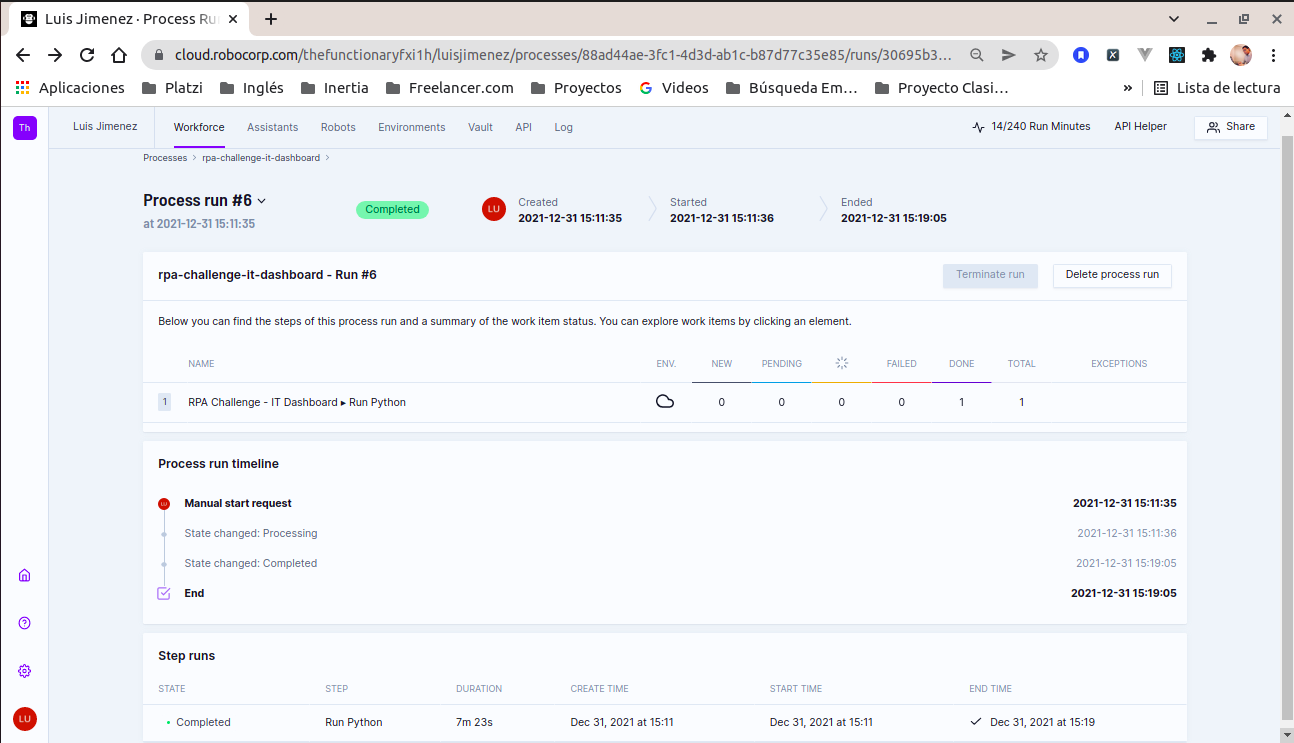 Luis Jimenez · Process Ru
cloud.robocorp.com/thefunctionaryfxi1h/luisjimenez/processes/88ad44ae-3fc1-4d3d-ab1c-b87d77c35e85/runs/30695b3...
Aplicaciones Platzi Inglés Inertia Freelancer.com Proyectos Videos Búsqueda Em... Proyecto Clasi... » Lista de lectura
Th Luis Jimenez Workforce Assistants Robots Environments Vault API Log 14/240 Run Minutes API Helper Share
Processes > rpa-challenge-it-dashboard >
Process run #6
at 2021-12-31 15:11:35
Completed
LU
Created
2021-12-31 15:11:35
Started
2021-12-31 15:11:36
Ended
2021-12-31 15:19:05
rpa-challenge-it-dashboard - Run #6 Terminate run Delete process run
Below you can find the steps of this process run and a summary of the work item status. You can explore work items by clicking an element.
NAME ENV. NEW PENDING FAILED DONE TOTAL EXCEPTIONS
1 RPA Challenge - IT Dashboard ▸ Run Python 0 0 0 0 1 1
Process run timeline
LU Manual start request 2021-12-31 15:11:35
State changed: Processing 2021-12-31 15:11:36
State changed: Completed 2021-12-31 15:19:05
End 2021-12-31 15:19:05
Step runs
STATE STEP DURATION CREATE TIME START TIME END TIME
Completed Run Python 7m 23s Dec 31, 2021 at 15:11 Dec 31, 2021 at 15:11 Dec 31, 2021 at 15:19
LU